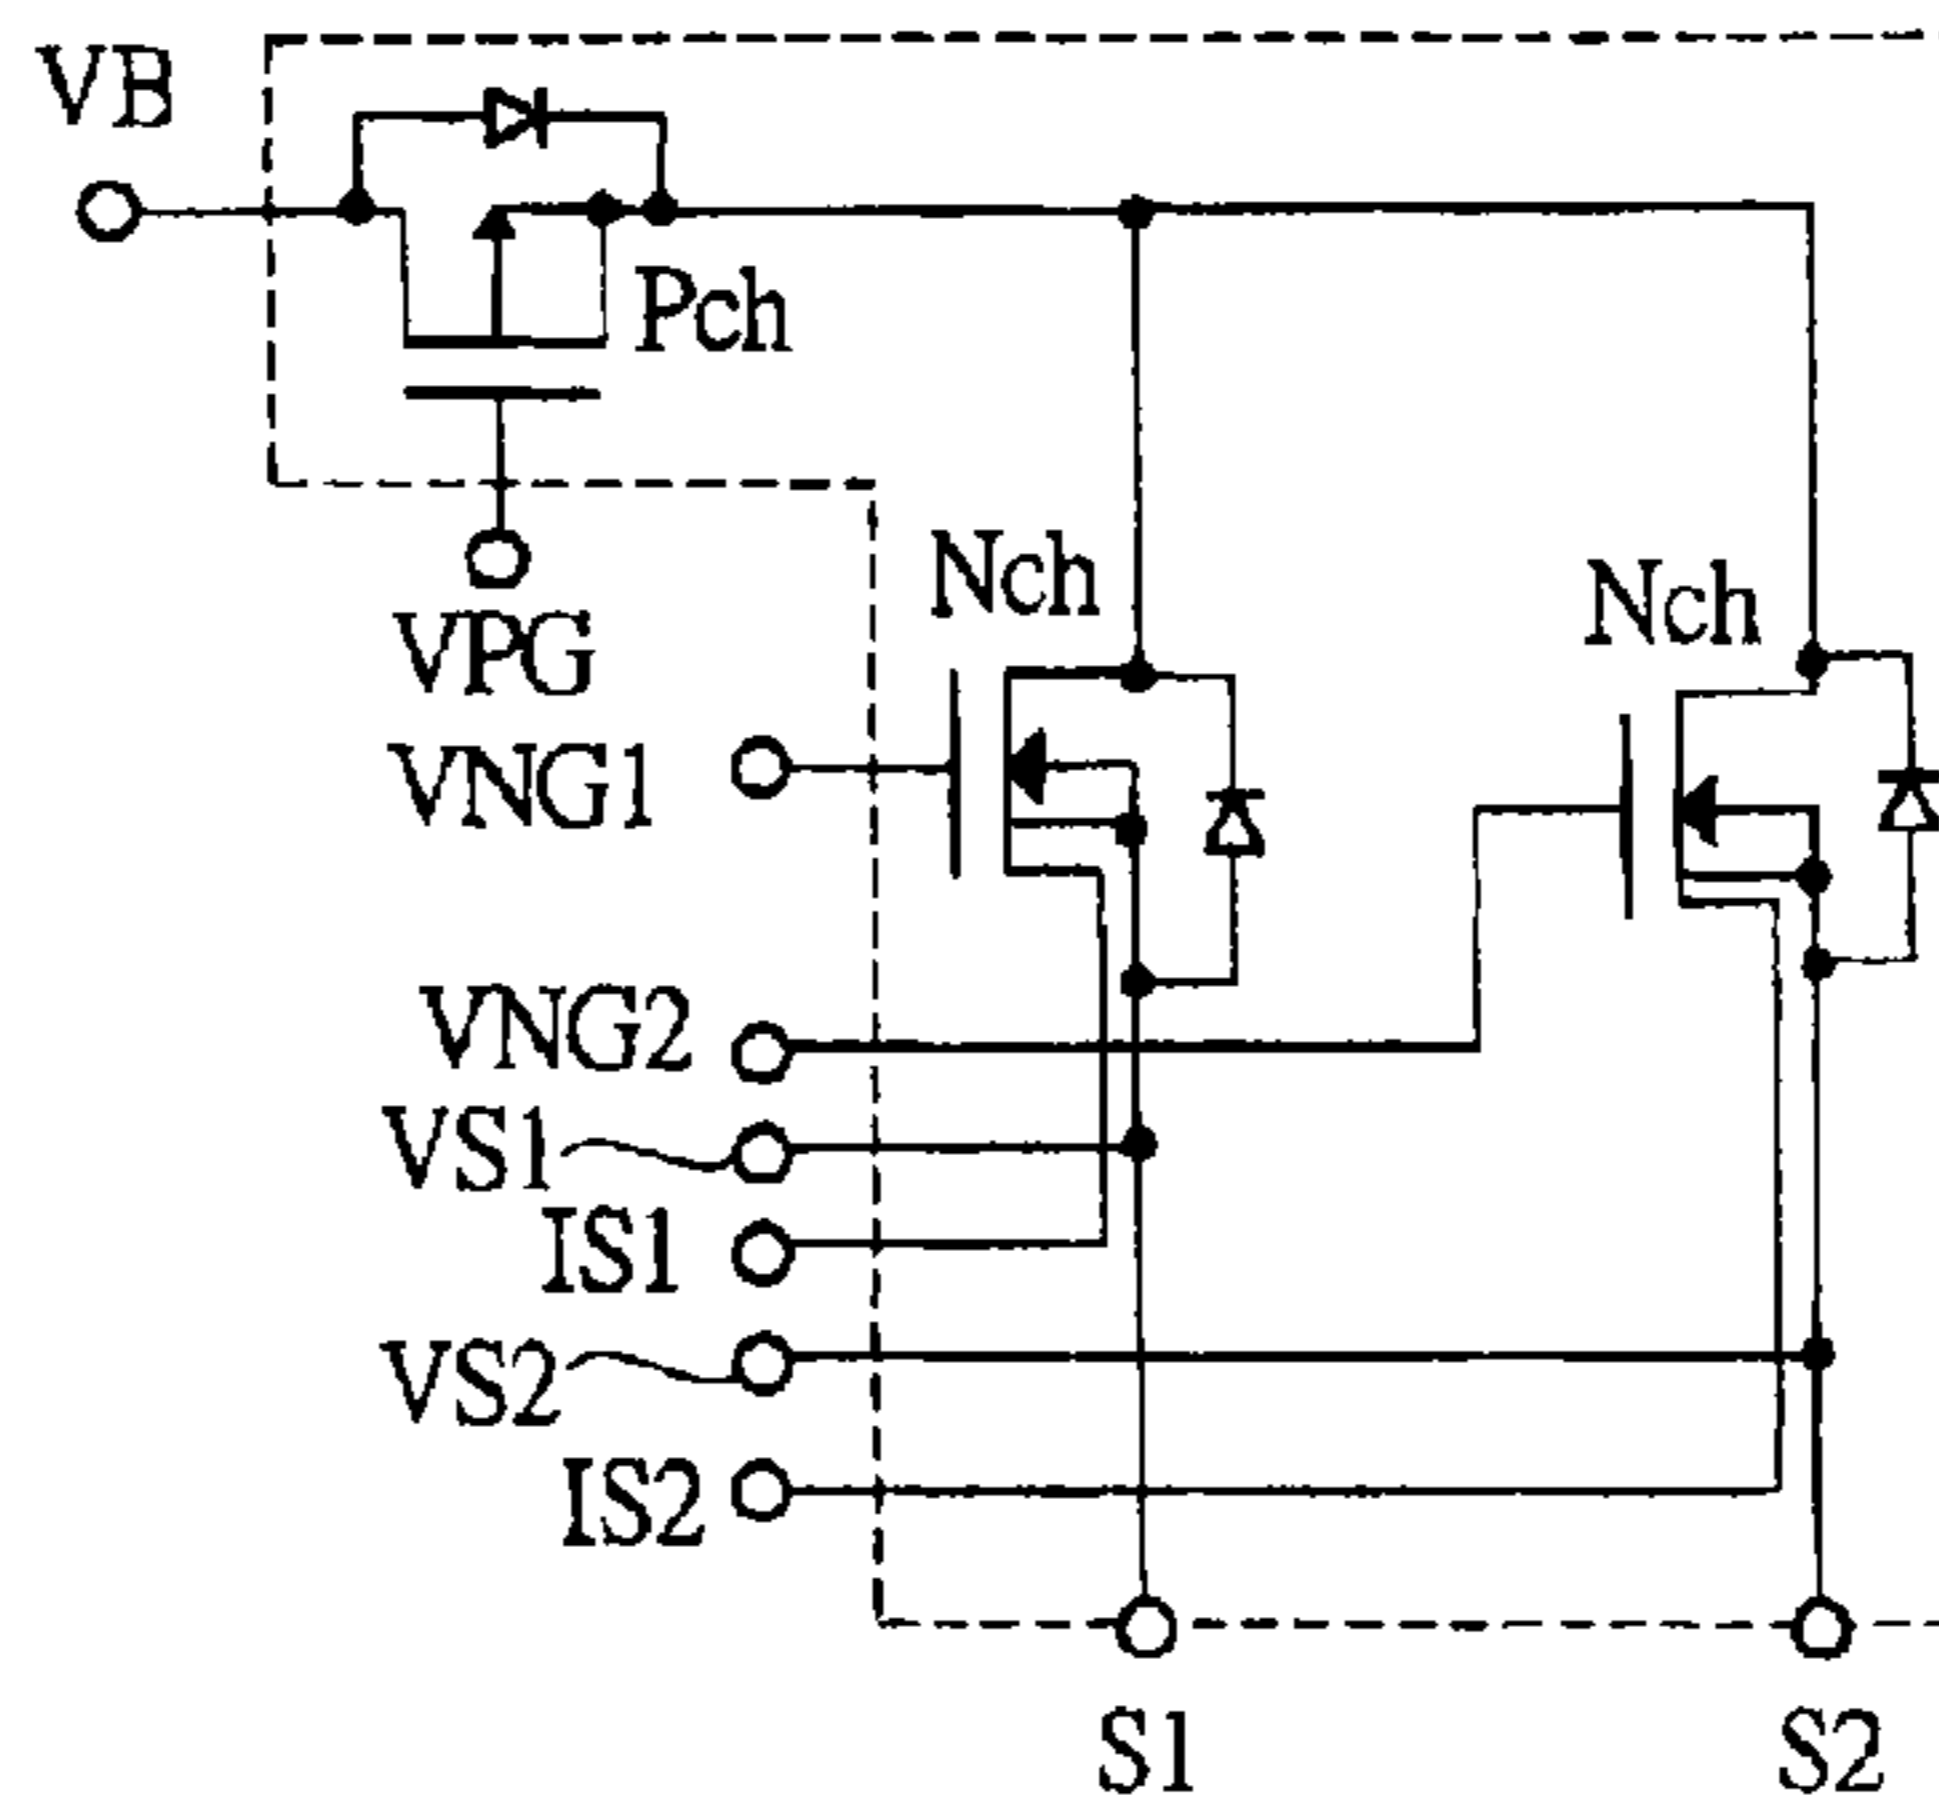 VB
Pch
VPG
Nch
Nch
VNG1
VNG2
VS1
IS1
VS2
IS2
S1
S2